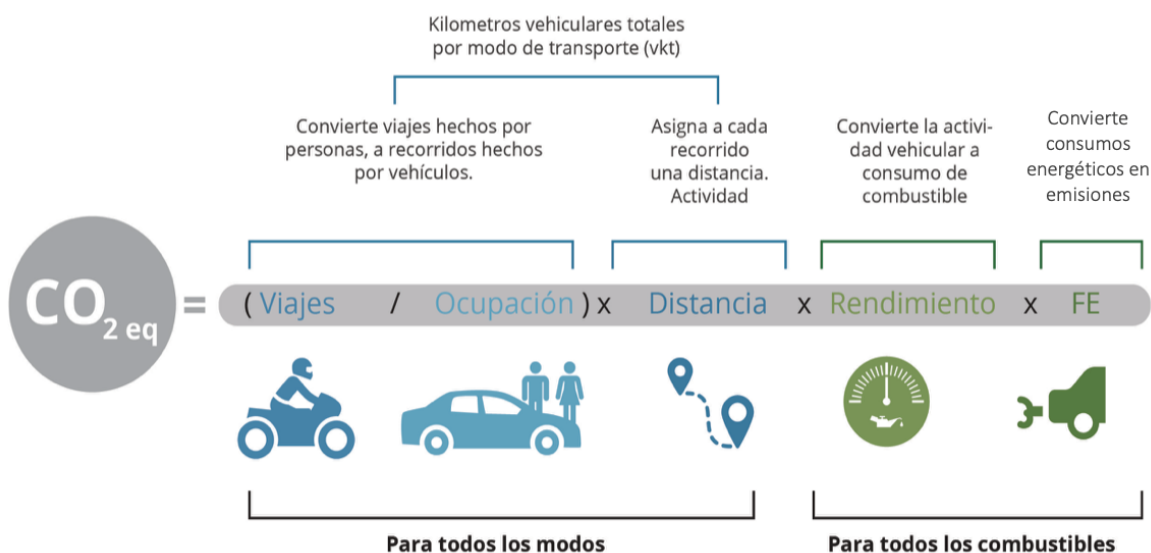 Kilometros vehiculares totales
por modo de transporte (vkt)
Convierte viajes hechos por
personas, a recorridos hechos
por vehículos.
Asigna a cada
recorrido
una distancia.
Actividad
Convierte la activi-
dad vehicular a
consumo de
combustible
Convierte
consumos
energéticos en
emisiones
CO2 eq = ( Viajes / Ocupación ) x Distancia x Rendimiento x FE
Para todos los modos
Para todos los combustibles